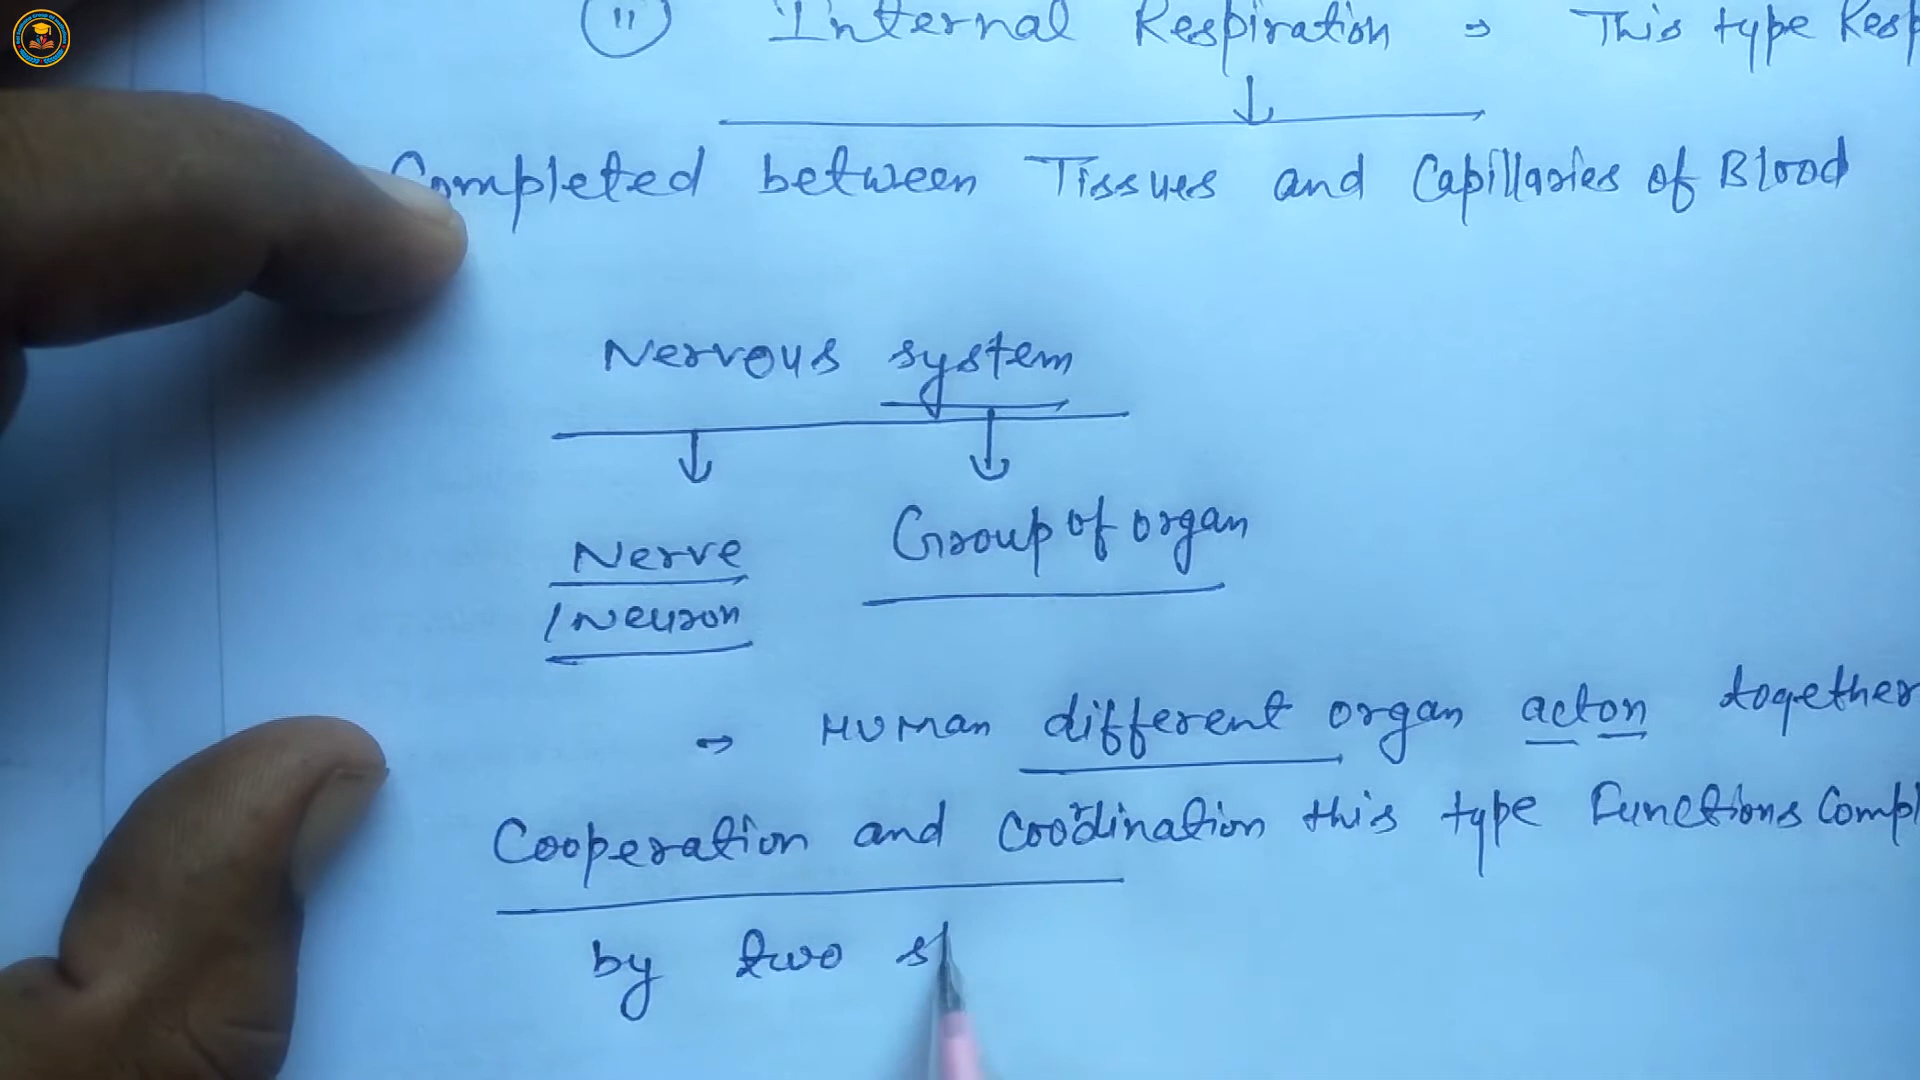 (ii) Internal Respiration → This type Resp
Completed between Tissues and Capillaries of Blood
Nervous system
Nerve Group of organ
/Neuron
→ Human different organ acton together
Cooperation and coordination this type Functions Compl
by two s